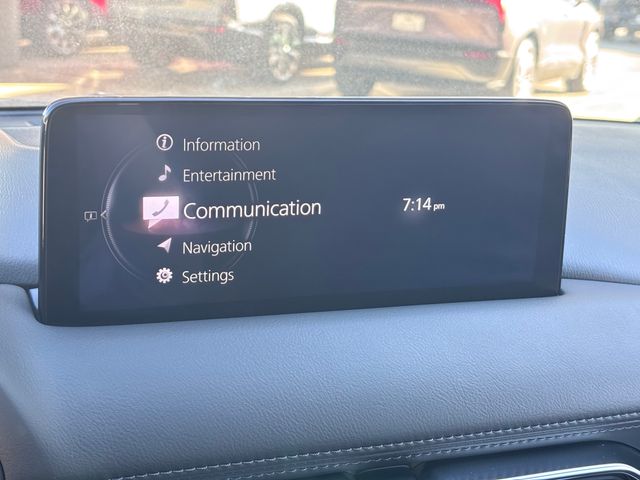 Information
Entertainment
Communication
7:14 pm
Navigation
Settings